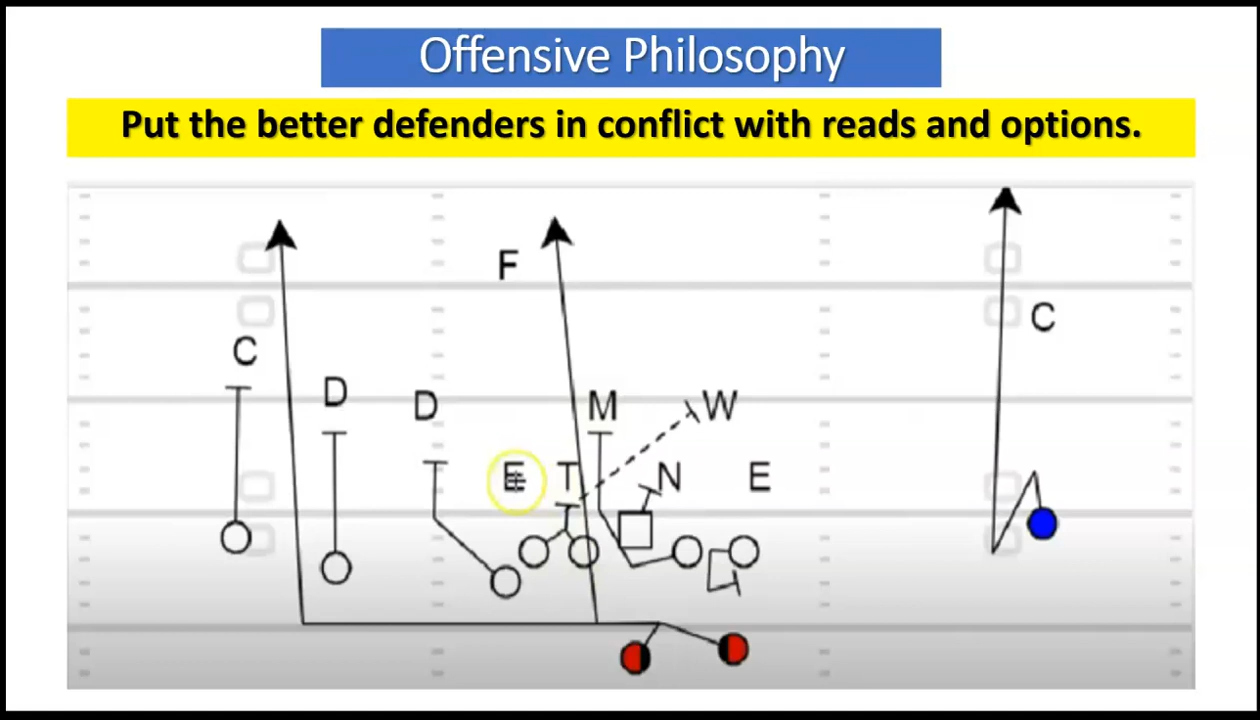 Offensive Philosophy
Put the better defenders in conflict with reads and options.
F
C
C
D
D
M
W
E
T
N
E